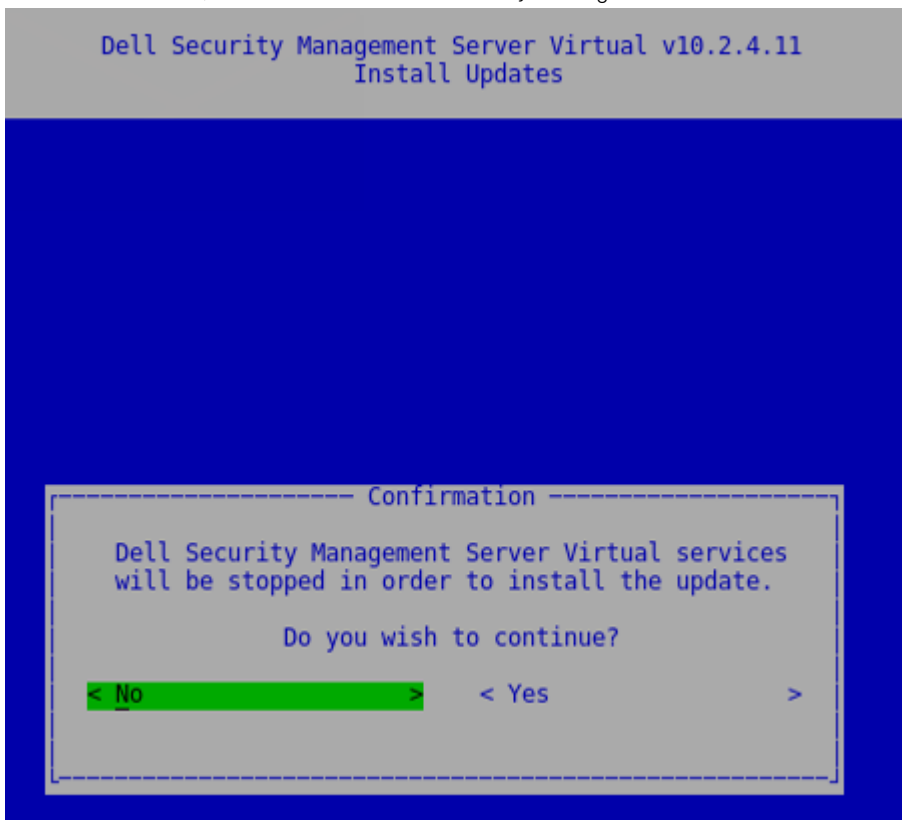 Dell Security Management Server Virtual v10.2.4.11
Install Updates
Confirmation
Dell Security Management Server Virtual services
will be stopped in order to install the update.
Do you wish to continue?
< No > < Yes >